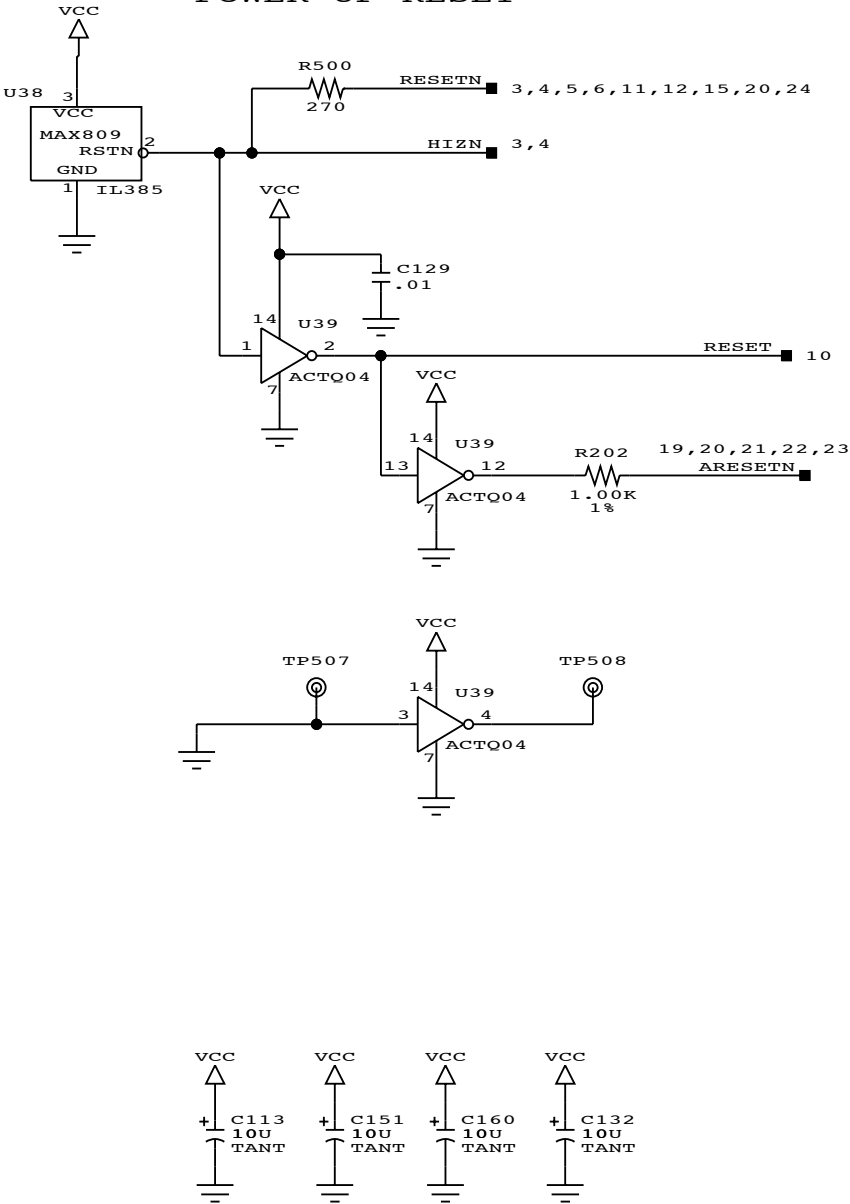 POWER UP RESET
VCC
R500
RESETN 3,4,5,6,11,12,15,20,24
U38 3
VCC
270
MAX809 2
RSTN
HIZN 3,4
GND
1 IL385
VCC
C129
.01
14 U39
1 2
RESET 10
ACTQ04
7
VCC
14 U39
R202 19,20,21,22,23
13 12
ARESETN
ACTQ04
1.00K
7
1%
VCC
TP507 TP508
14 U39
3 4
ACTQ04
7
VCC VCC VCC VCC
+ C113 + C151 + C160 + C132
10U 10U 10U 10U
TANT TANT TANT TANT